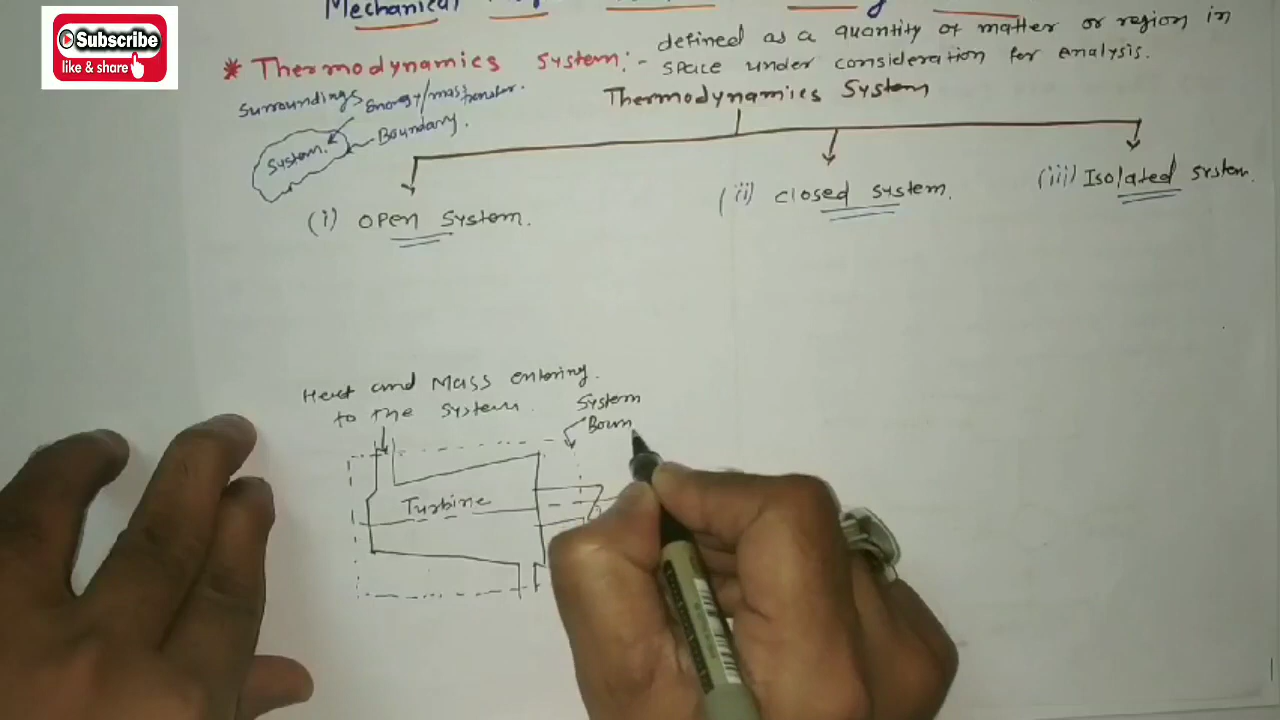 Mechanical
Subscribe
like & share
* Thermodynamics System :- defined as a quantity of matter or region in
space under consideration for analysis.
Surroundings Energy/mass transfer.
Boundary.
System.
Thermodynamics System
(i) Open System.
(ii) Closed system.
(iii) Isolated system.
Heat and Mass entering
to the system.
System
Boun
Turbine